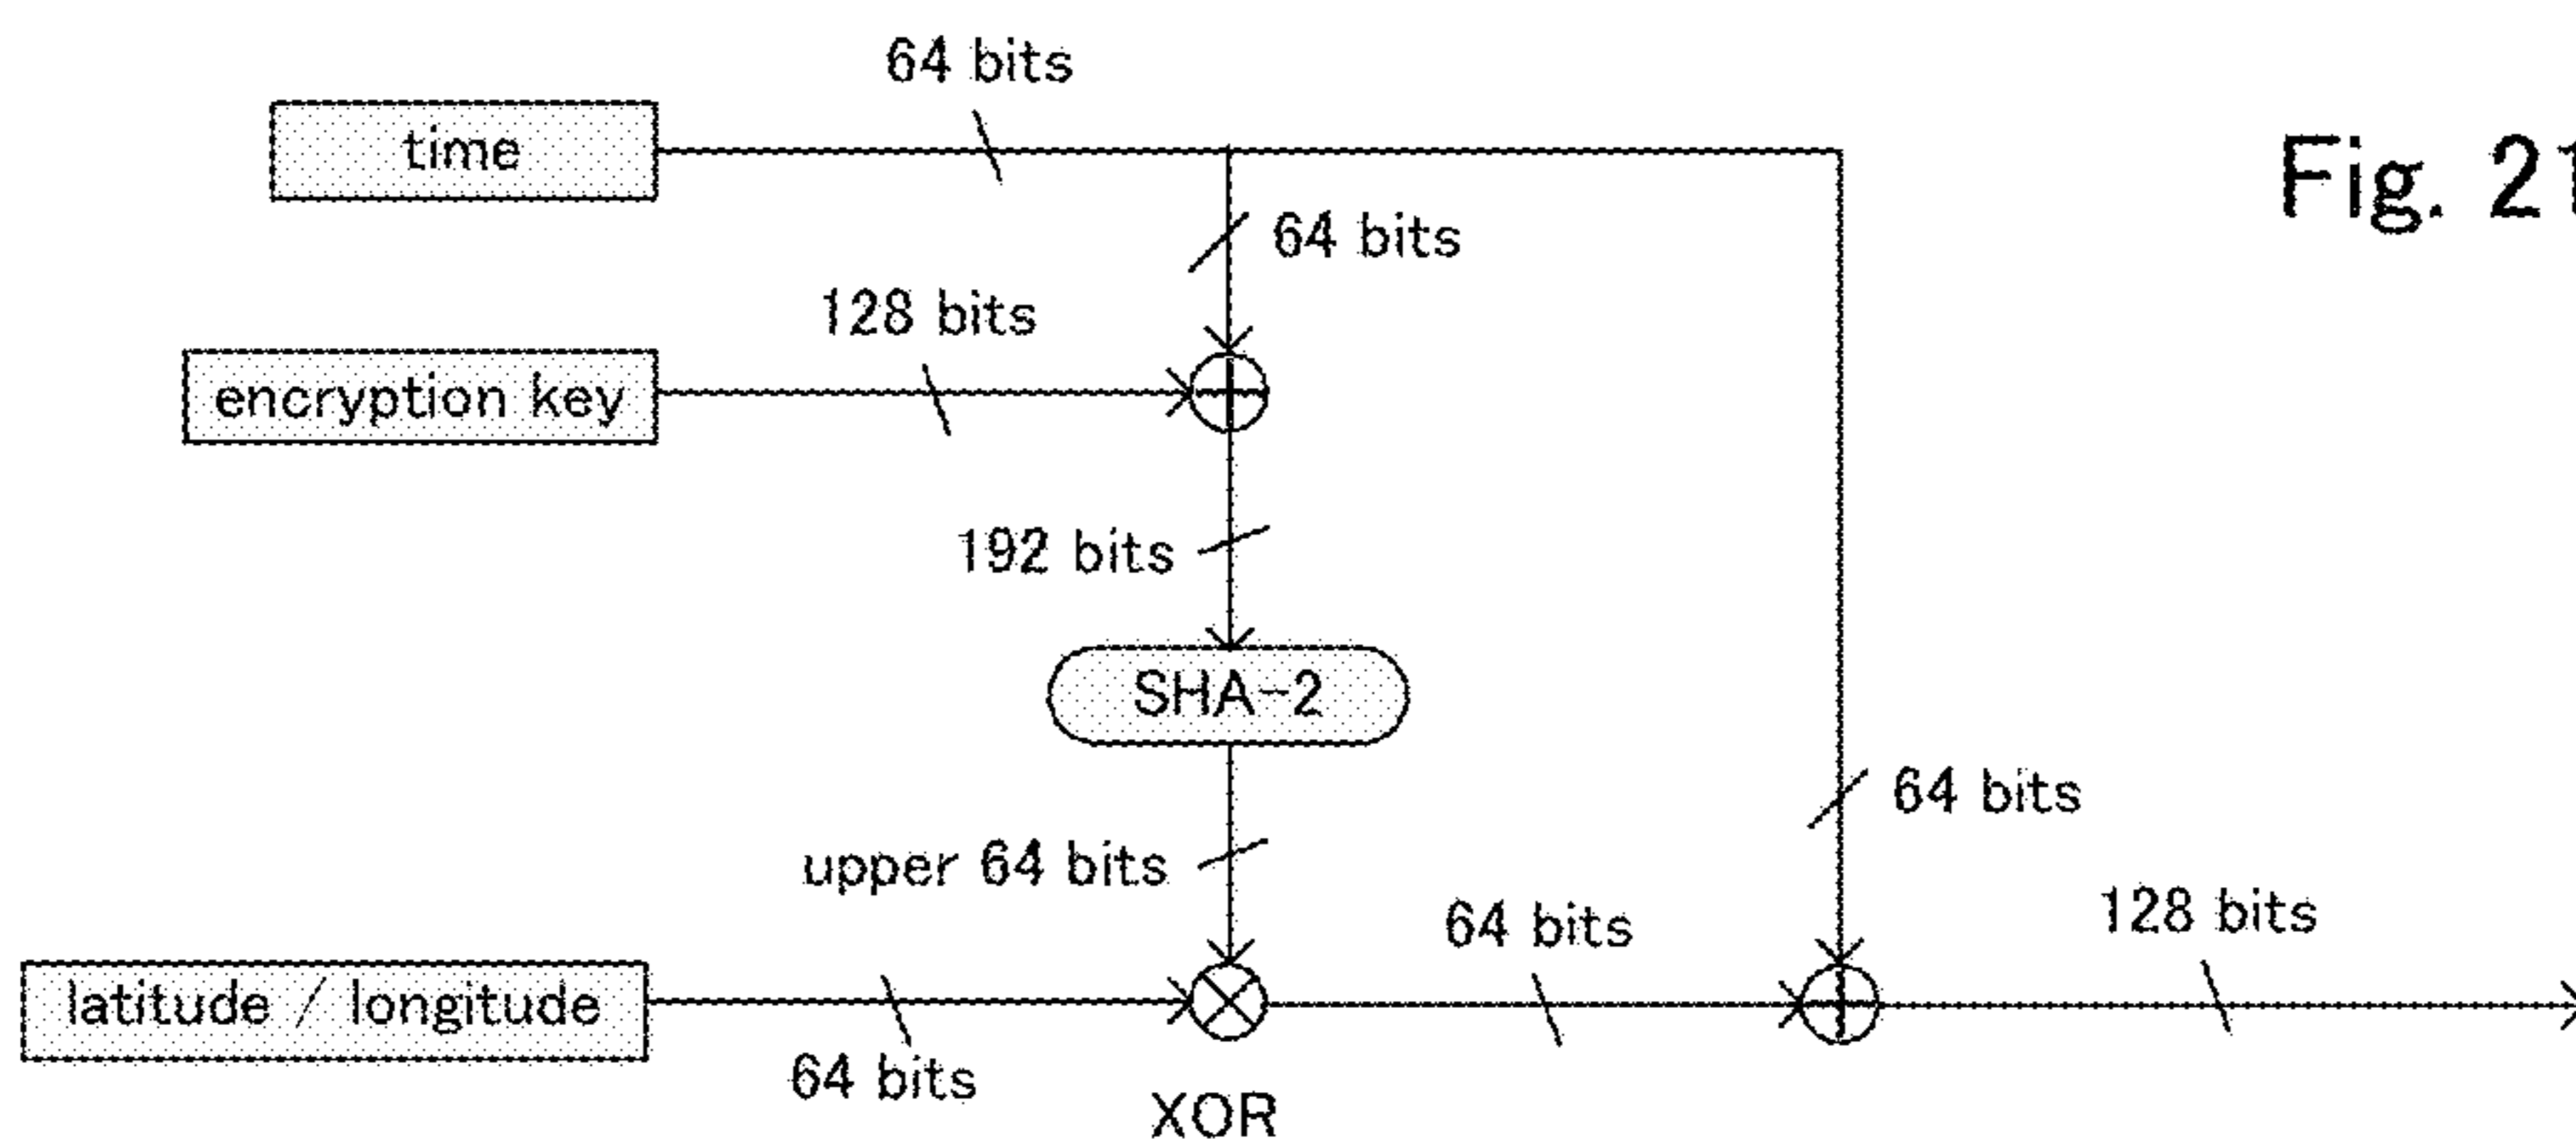 64 bits
time
Fig. 21
64 bits
128 bits
encryption key
192 bits
SHA-2
64 bits
upper 64 bits
64 bits
128 bits
latitude / longitude
64 bits
XOR